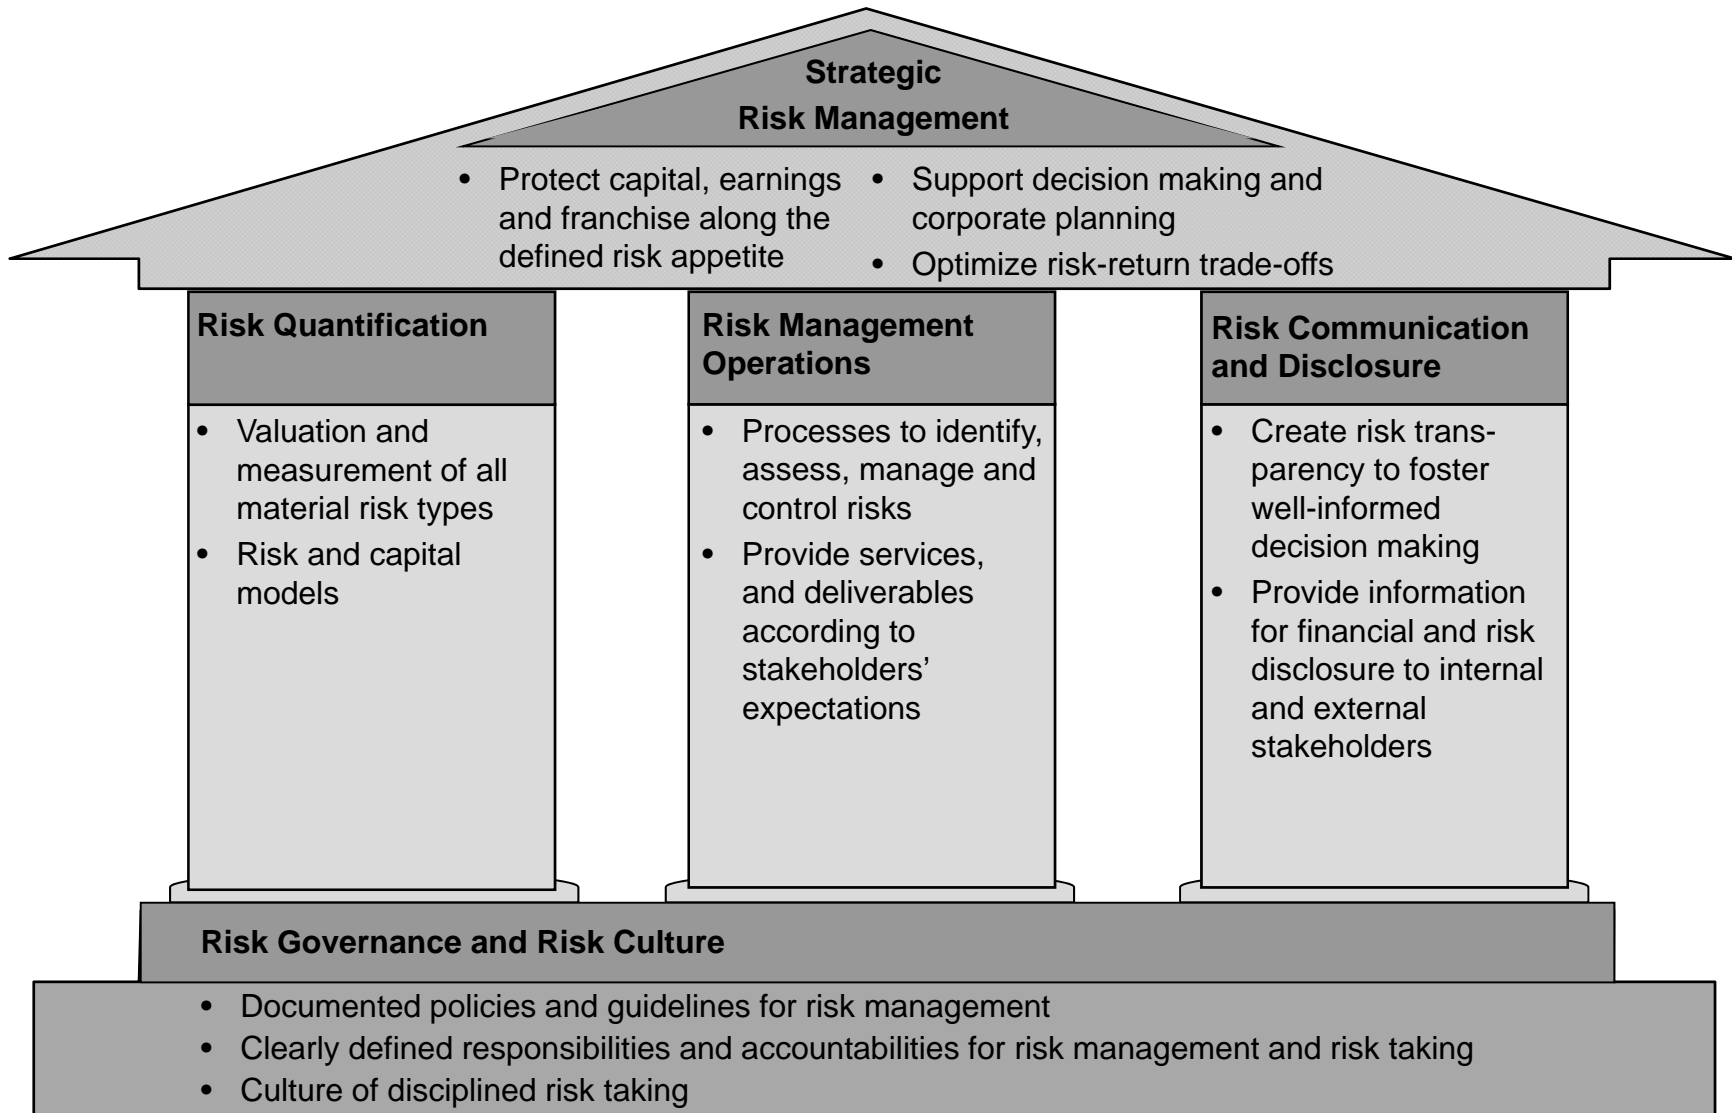 Strategic
Risk Management
• Protect capital, earnings
and franchise along the
defined risk appetite
• Support decision making and
corporate planning
• Optimize risk-return trade-offs
Risk Quantification
• Valuation and
measurement of all
material risk types
• Risk and capital
models
Risk Management
Operations
• Processes to identify,
assess, manage and
control risks
• Provide services,
and deliverables
according to
stakeholders’
expectations
Risk Communication
and Disclosure
• Create risk trans-
parency to foster
well-informed
decision making
• Provide information
for financial and risk
disclosure to internal
and external
stakeholders
Risk Governance and Risk Culture
• Documented policies and guidelines for risk management
• Clearly defined responsibilities and accountabilities for risk management and risk taking
• Culture of disciplined risk taking